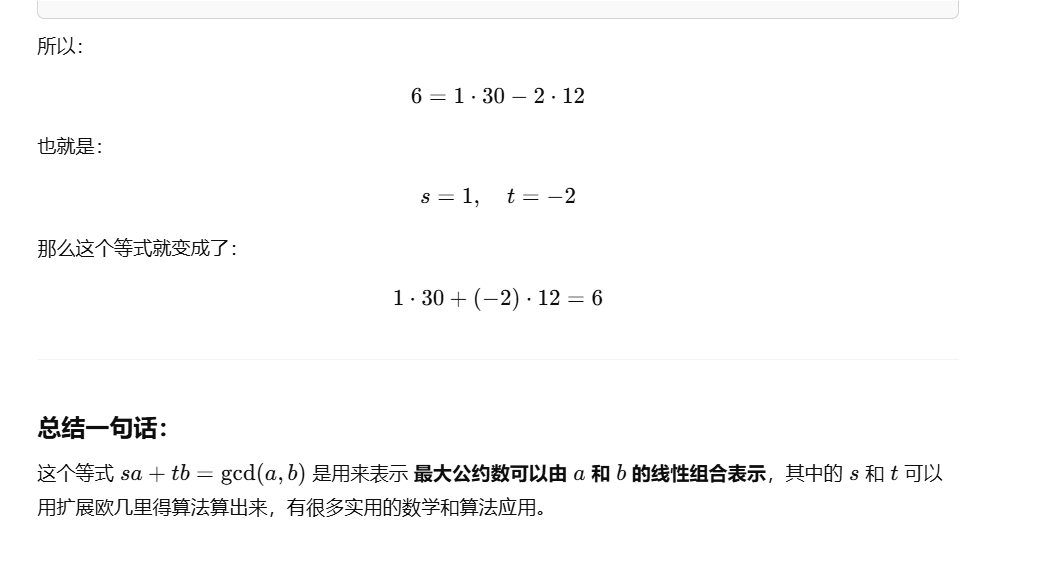 所以：
6 = 1 · 30 − 2 · 12
也就是：
s = 1, t = −2
那么这个等式就变成了：
1 · 30 + (−2) · 12 = 6
总结一句话：
这个等式 sa + tb = gcd(a, b) 是用来表示 最大公约数可以由 a 和 b 的线性组合表示，其中的 s 和 t 可以
用扩展欧几里得算法算出来，有很多实用的数学和算法应用。